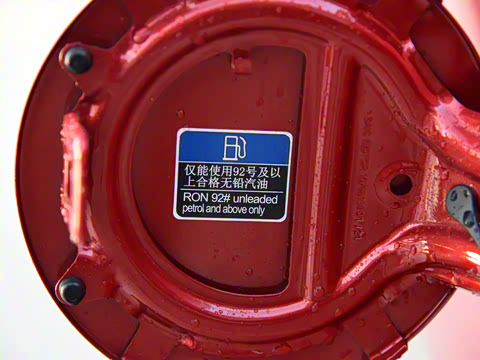 仅能使用92号及以
上合格无铅汽油
RON 92# unleaded
petrol and above only